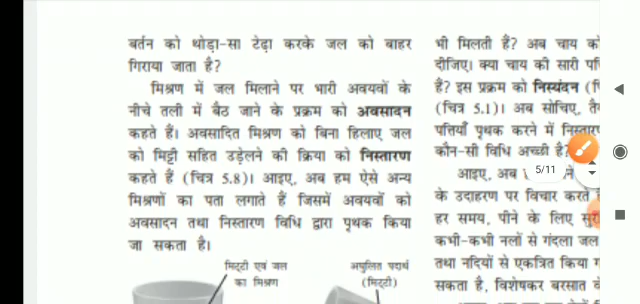 बर्तन को थोड़ा-सा टेढ़ा करके जल को बाहर
गिराया जाता है?
मिश्रण में जल मिलाने पर भारी अवयवों के
नीचे तली में बैठ जाने के प्रक्रम को अवसादन
कहते हैं। अवसादित मिश्रण को बिना हिलाए जल
को मिट्टी सहित उड़ेलने की क्रिया को निस्तारण
कहते हैं (चित्र 5.8)। आइए, अब हम ऐसे अन्य
मिश्रणों का पता लगाते हैं जिसमें अवयवों को
अवसादन तथा निस्तारण विधि द्वारा पृथक किया
जा सकता है।
मिट्टी एवं जल
का मिश्रण
अघुलित पदार्थ
(मिट्टी)
भी मिलती हैं? अब चाय को
दीजिए। क्या चाय की सारी
है? इस प्रक्रम को निस्यंदन
(चित्र 5.1)। अब सोचिए,
पत्तियाँ पृथक करने में
कौन-सी विधि अच्छी है?
आइए, अब
के उदाहरण पर विचार करते
हर समय, पीने के लिए
कभी-कभी नलों से गंदला जल
तथा नदियों से एकत्रित किया
सकता है, विशेषकर बरसात
5/11